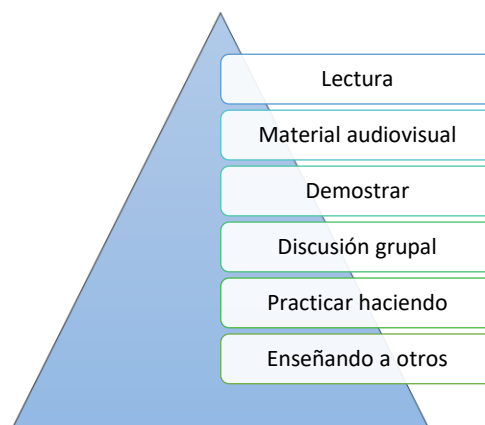 Lectura
Material audiovisual
Demostrar
Discusión grupal
Practicar haciendo
Enseñando a otros